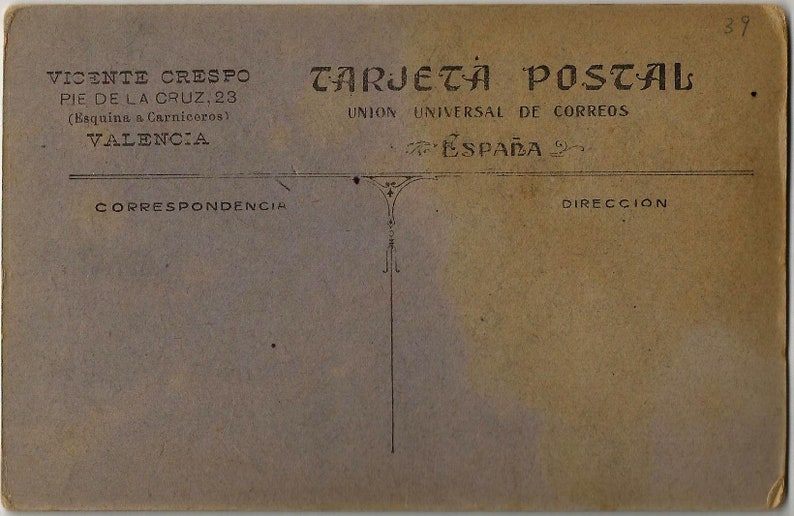 39
VICENTE CRESPO
PIE DE LA CRUZ, 23
(Esquina a Carniceros)
VALENCIA
TARJETA POSTAL
UNION UNIVERSAL DE CORREOS
ESPAÑA
CORRESPONDENCIA
DIRECCION